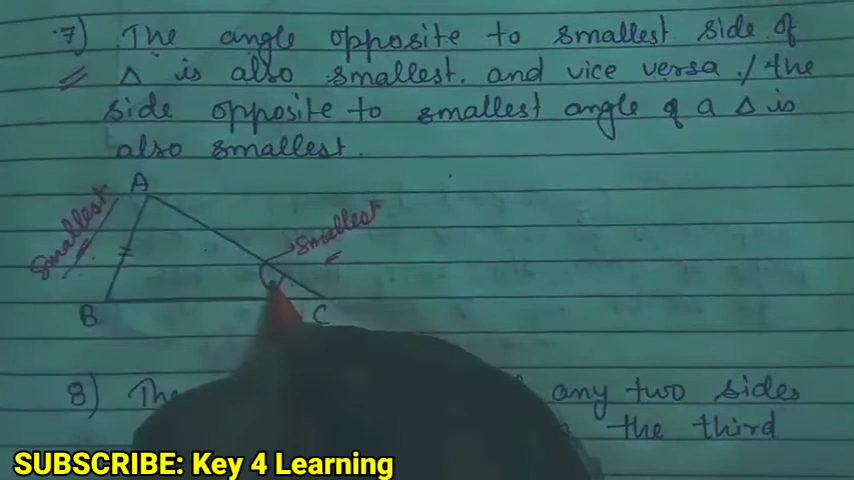 7) The angle opposite to smallest side of
Δ is also smallest. and vice versa. / the
side opposite to smallest angle of a Δ is
also smallest.
A
smallest
smallest
B
C
8) The any two sides
the third
SUBSCRIBE: Key 4 Learning